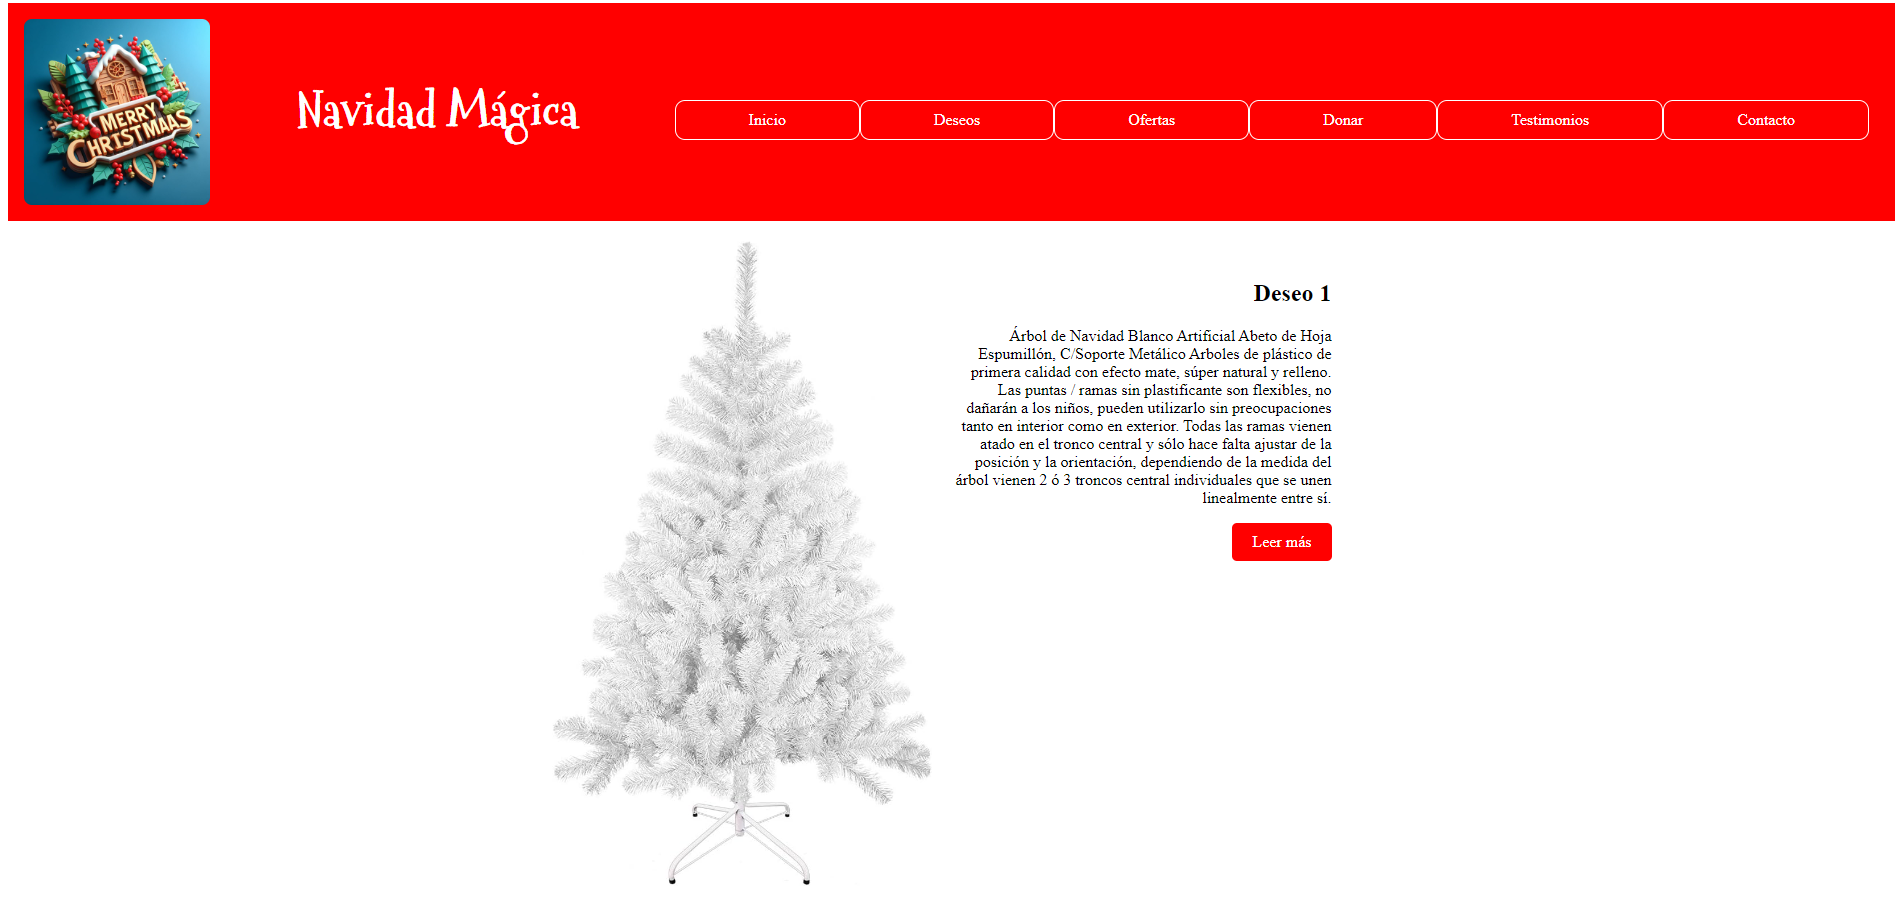 MERRY
CHRISTMAAS
Navidad Mágica
Inicio
Deseos
Ofertas
Donar
Testimonios
Contacto
Deseo 1
Árbol de Navidad Blanco Artificial Abeto de Hoja
Espumillón, C/Soporte Metálico Arboles de plástico de
primera calidad con efecto mate, súper natural y relleno.
Las puntas / ramas sin plastificante son flexibles, no
dañarán a los niños, pueden utilizarlo sin preocupaciones
tanto en interior como en exterior. Todas las ramas vienen
atado en el tronco central y sólo hace falta ajustar de la
posición y la orientación, dependiendo de la medida del
árbol vienen 2 ó 3 troncos central individuales que se unen
linealmente entre sí.
Leer más